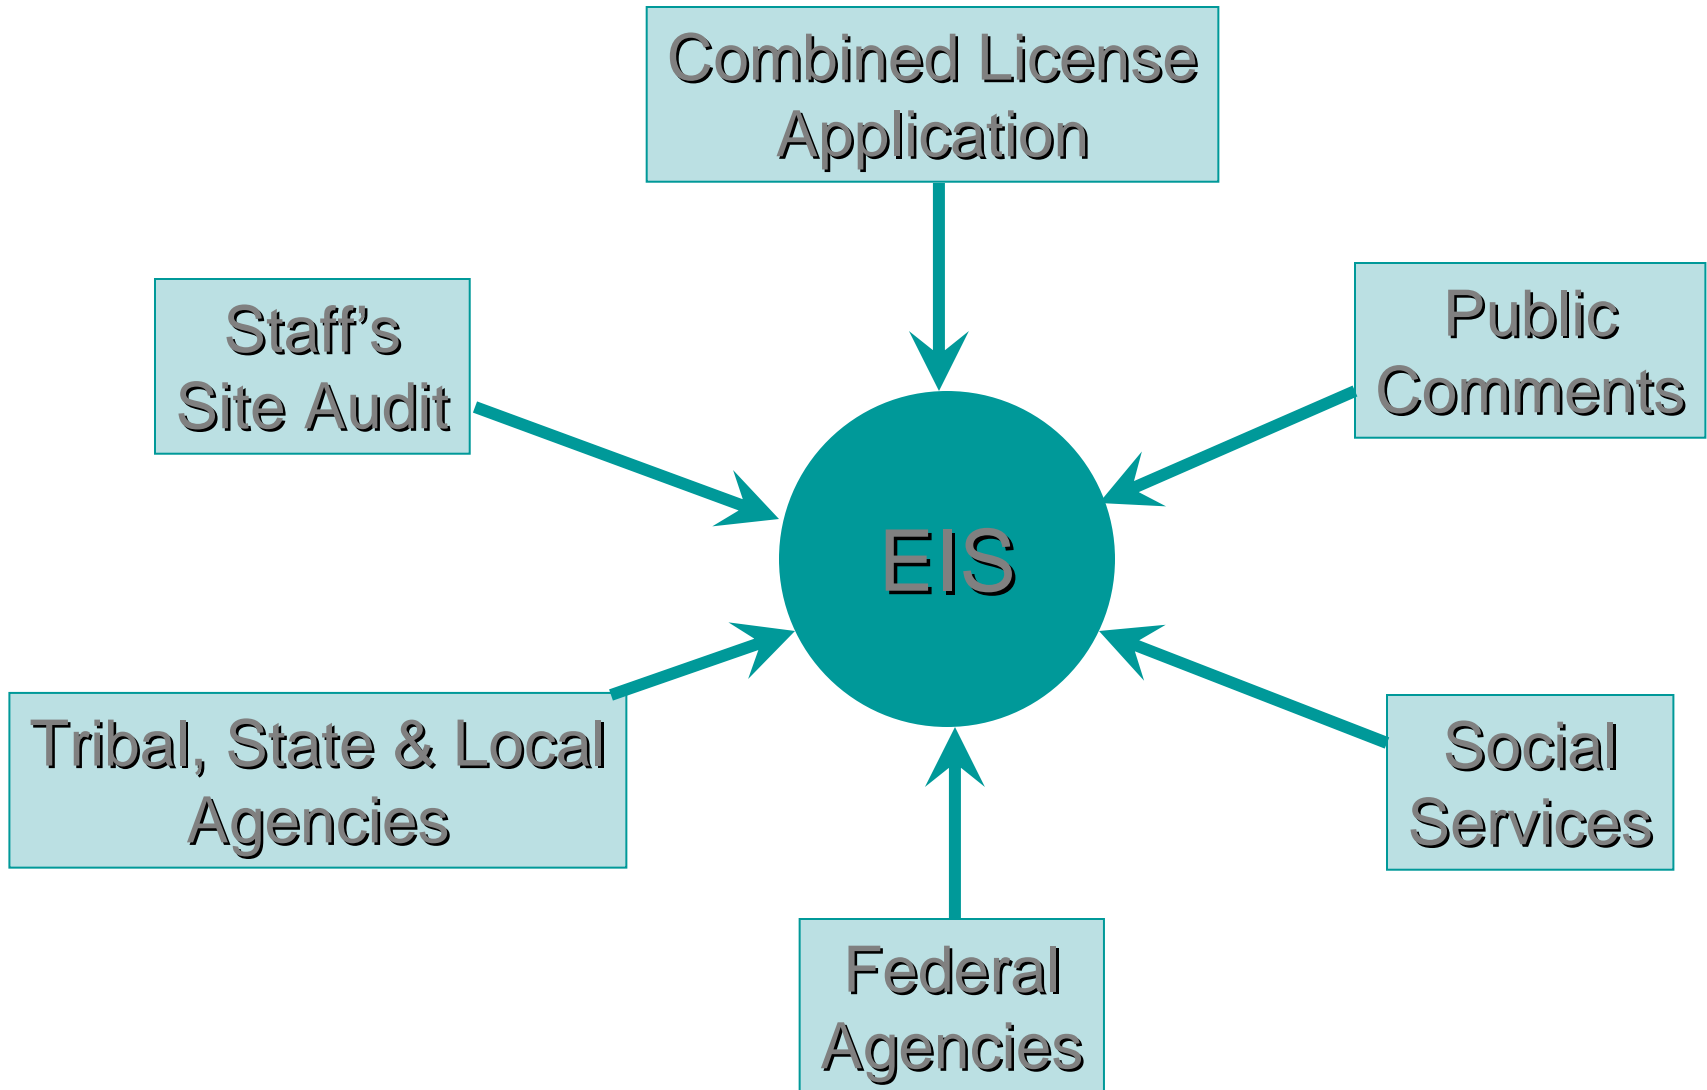 Combined License
Application
Staff’s
Site Audit
Public
Comments
EIS
Tribal, State & Local
Agencies
Social
Services
Federal
Agencies